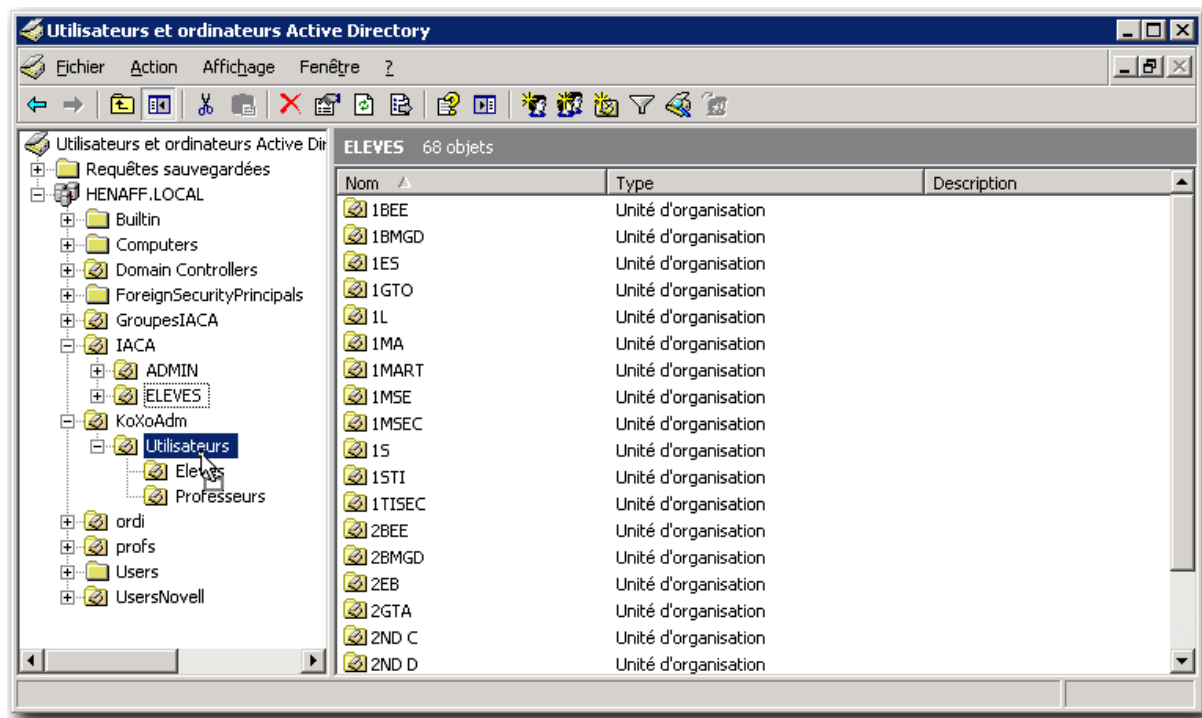 Utilisateurs et ordinateurs Active Directory
Fichier Action Affichage Fenêtre ?
Utilisateurs et ordinateurs Active Dir
Requêtes sauvegardées
HENAFF.LOCAL
Builtin
Computers
Domain Controllers
ForeignSecurityPrincipals
GroupesIACA
IACA
ADMIN
ELEVES
KoXoAdm
Utilisateurs
Eleves
Professeurs
ordi
profs
Users
UsersNovell
ELEVES 68 objets
Nom Type Description
1BEE Unité d'organisation
1BMGD Unité d'organisation
1ES Unité d'organisation
1GTO Unité d'organisation
1L Unité d'organisation
1MA Unité d'organisation
1MART Unité d'organisation
1MSE Unité d'organisation
1MSEC Unité d'organisation
1S Unité d'organisation
1STI Unité d'organisation
1TISEC Unité d'organisation
2BEE Unité d'organisation
2BMGD Unité d'organisation
2EB Unité d'organisation
2GTA Unité d'organisation
2ND C Unité d'organisation
2ND D Unité d'organisation